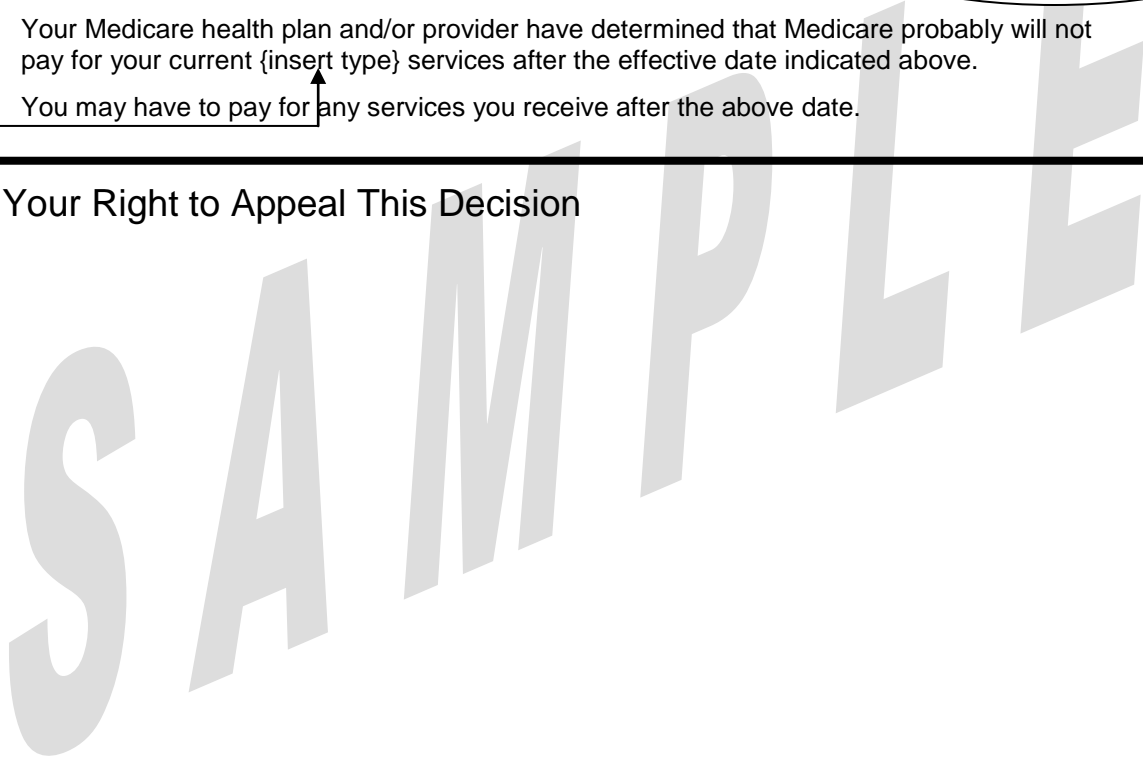 Your Medicare health plan and/or provider have determined that Medicare probably will not
pay for your current {insert type} services after the effective date indicated above.
You may have to pay for any services you receive after the above date.
Your Right to Appeal This Decision
SAMPLE